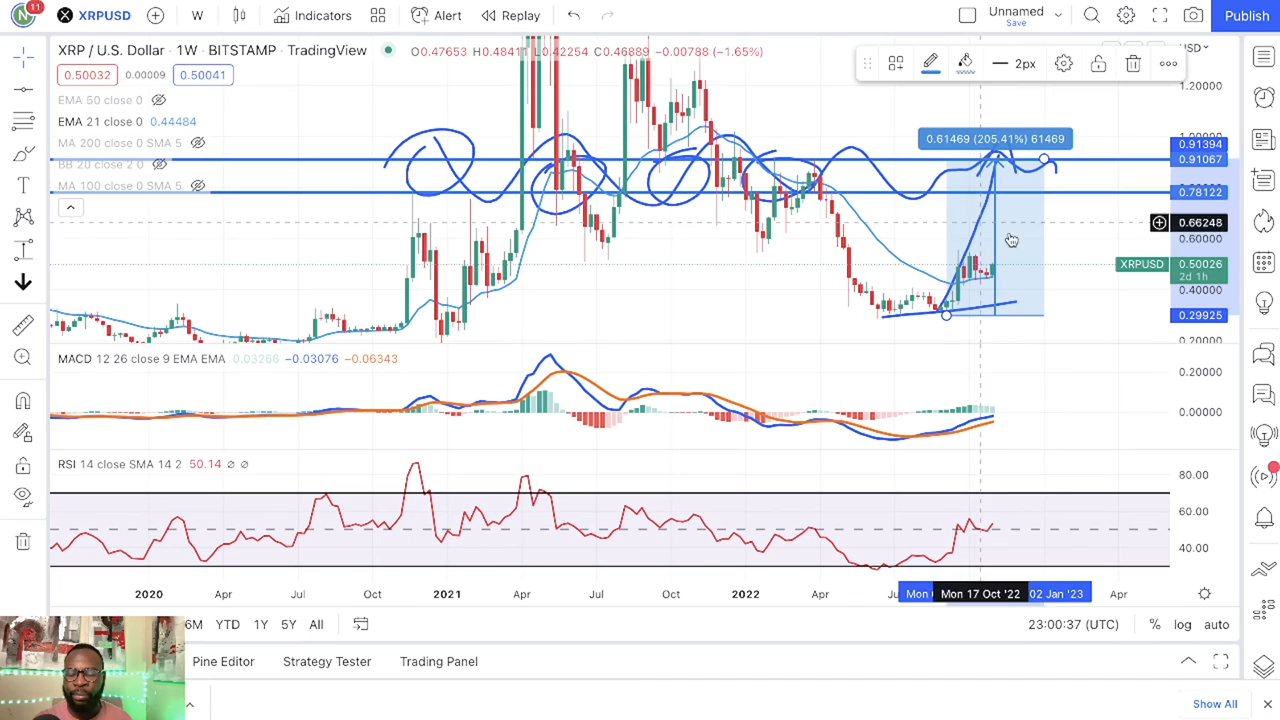 N 11 XRPUSD W Indicators Alert Replay Unnamed Save Publish
XRP / U.S. Dollar · 1W · BITSTAMP · TradingView O0.47653 H0.48411 L0.42254 C0.46889 −0.00788 (−1.65%)
2px
0.50032 0.00009 0.50041
EMA 50 close 0
EMA 21 close 0 0.44484
MA 200 close 0 SMA 5
BB 20 2 0
MA 100 close 0 SMA 5
0.61469 (205.41%) 61469
1.20000
1.00000
0.91394
0.91067
0.78122
0.66248
0.60000
XRPUSD 0.50026
2d 1h
0.40000
0.29925
0.20000
MACD 12 26 close 9 EMA EMA 0.03266 −0.03076 −0.06343
0.20000
0.00000
RSI 14 close SMA 14 2 50.14 ∅ ∅
80.00
60.00
40.00
2020 Apr Jul Oct 2021 Apr Jul Oct 2022 Apr Mon 17 Oct '22 02 Jan '23 Apr
6M YTD 1Y 5Y All 23:00:37 (UTC) % log auto
Pine Editor Strategy Tester Trading Panel
Show All